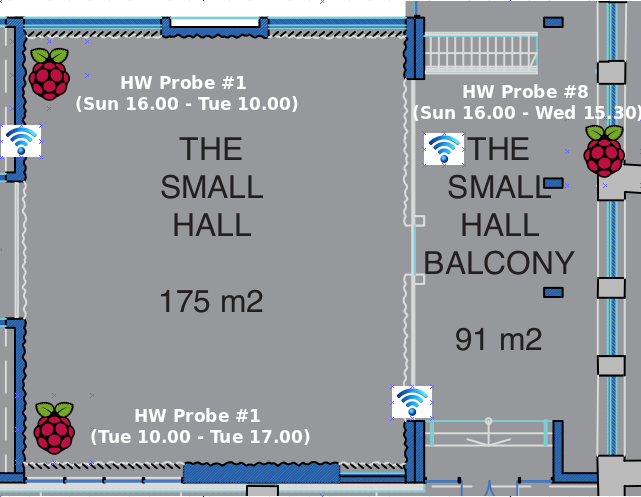 HW Probe #1
(Sun 16.00 - Tue 10.00)
THE
SMALL
HALL
175 m2
HW Probe #1
(Tue 10.00 - Tue 17.00)
HW Probe #8
(Sun 16.00 - Wed 15.30)
THE
SMALL
HALL
BALCONY
91 m2